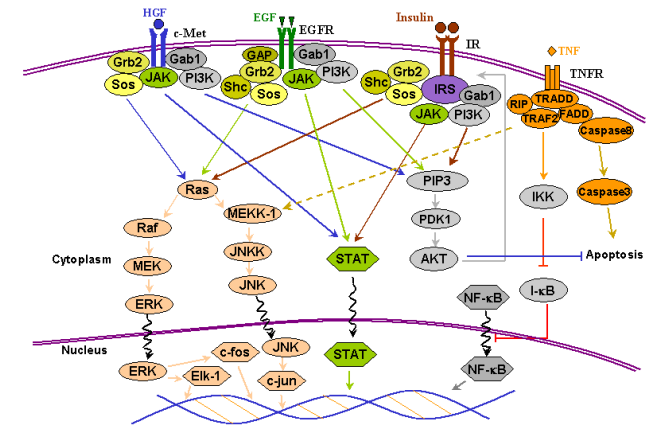 HGF
EGF
Insulin
c-Met
EGFR
IR
TNF
TNFR
Grb2
Gab1
Sos
JAK
PI3K
GAP
Gab1
Shc
Grb2
JAK
PI3K
Sos
Shc
Grb2
Sos
IRS
Gab1
JAK
PI3K
RIP
TRADD
TRAF2
FADD
Caspase8
Ras
PIP3
IKK
Caspase3
Raf
MEKK-1
PDK1
Cytoplasm
MEK
JNKK
STAT
AKT
Apoptosis
ERK
JNK
NF-κB
I-κB
Nucleus
ERK
c-fos
JNK
STAT
NF-κB
Elk-1
c-jun